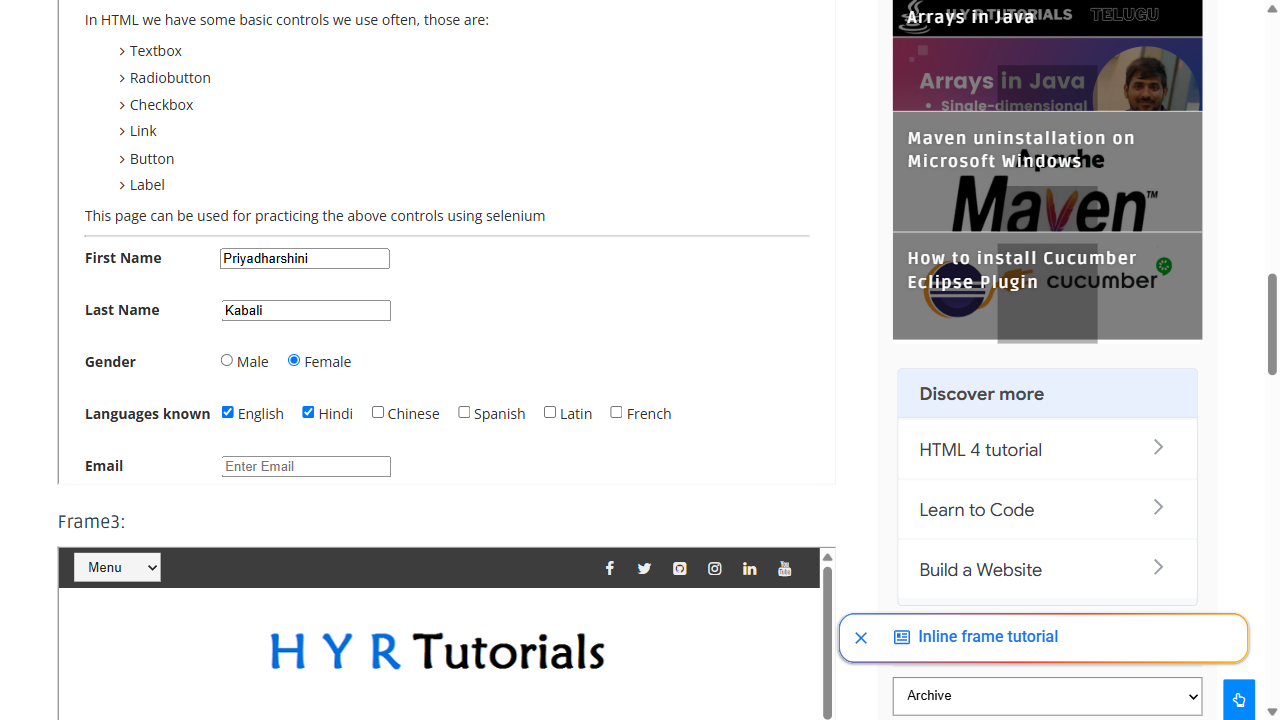 In HTML we have some basic controls we use often, those are:
Textbox
Radiobutton
Checkbox
Link
Button
Label
This page can be used for practicing the above controls using selenium
First Name Priyadharshini
Last Name Kabali
Gender Male Female
Languages known English Hindi Chinese Spanish Latin French
Email Enter Email
Frame3:
Menu
H Y R Tutorials
HYR TUTORIALS TELUGU
Arrays in Java
Arrays in Java
• Single-dimensional
Maven uninstallation on
Microsoft Windows
Apache
Maven™
How to install Cucumber
Eclipse Plugin
cucumber
Discover more
HTML 4 tutorial
Learn to Code
Build a Website
Inline frame tutorial
Archive